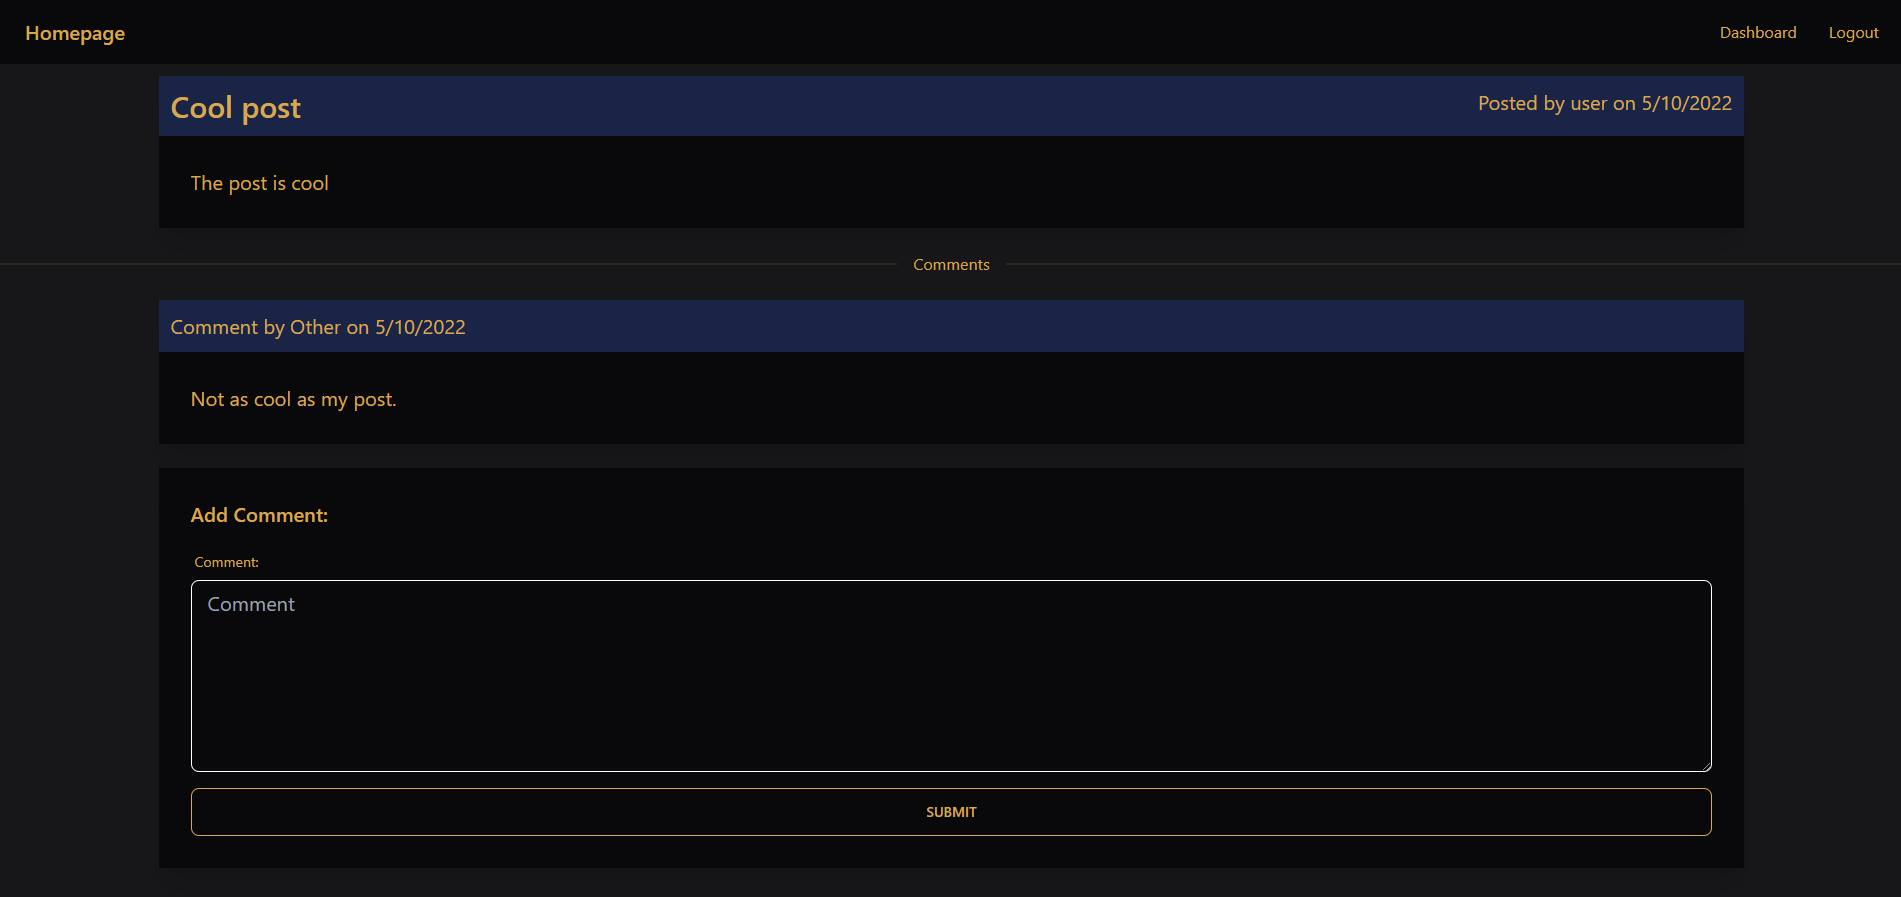 Homepage
Dashboard
Logout
Cool post
Posted by user on 5/10/2022
The post is cool
Comments
Comment by Other on 5/10/2022
Not as cool as my post.
Add Comment:
Comment:
Comment
SUBMIT